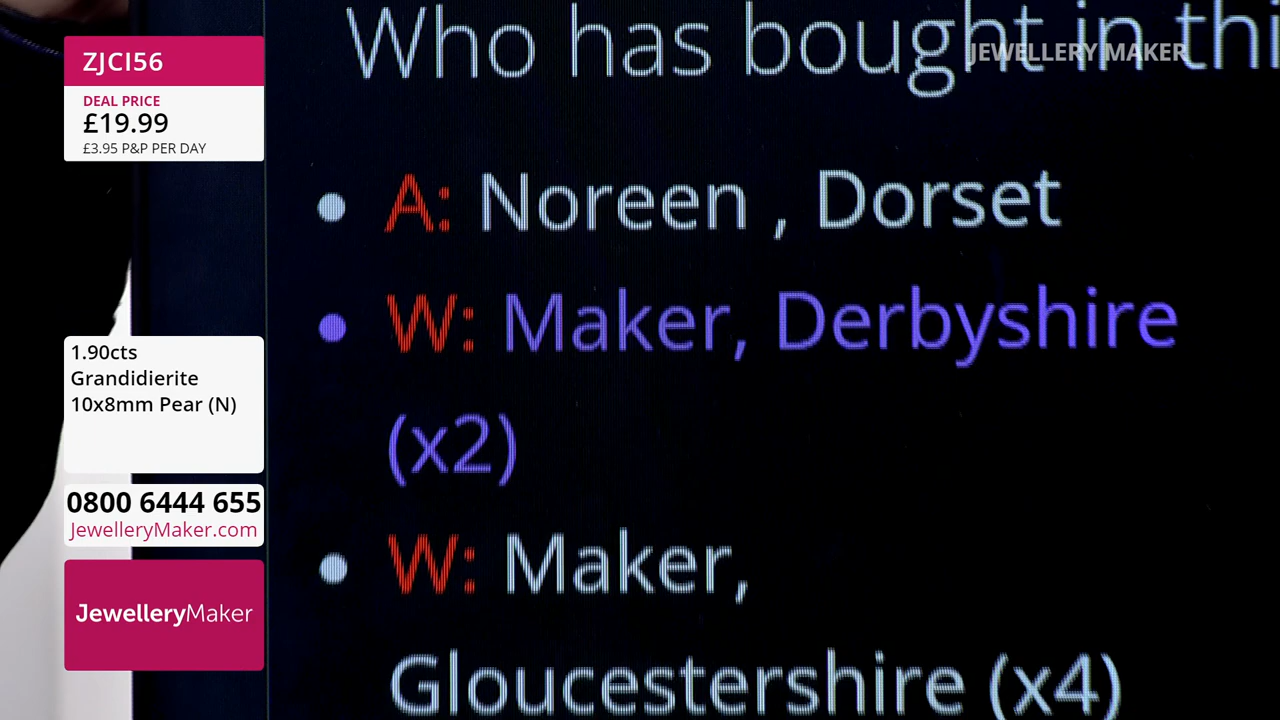 ZJCI56
DEAL PRICE
£19.99
£3.95 P&P PER DAY
1.90cts
Grandidierite
10x8mm Pear (N)
0800 6444 655
JewelleryMaker.com
JewelleryMaker
JEWELLERY MAKER
Who has bought in thi
• A: Noreen , Dorset
• W: Maker, Derbyshire
(x2)
• W: Maker,
Gloucestershire (x4)